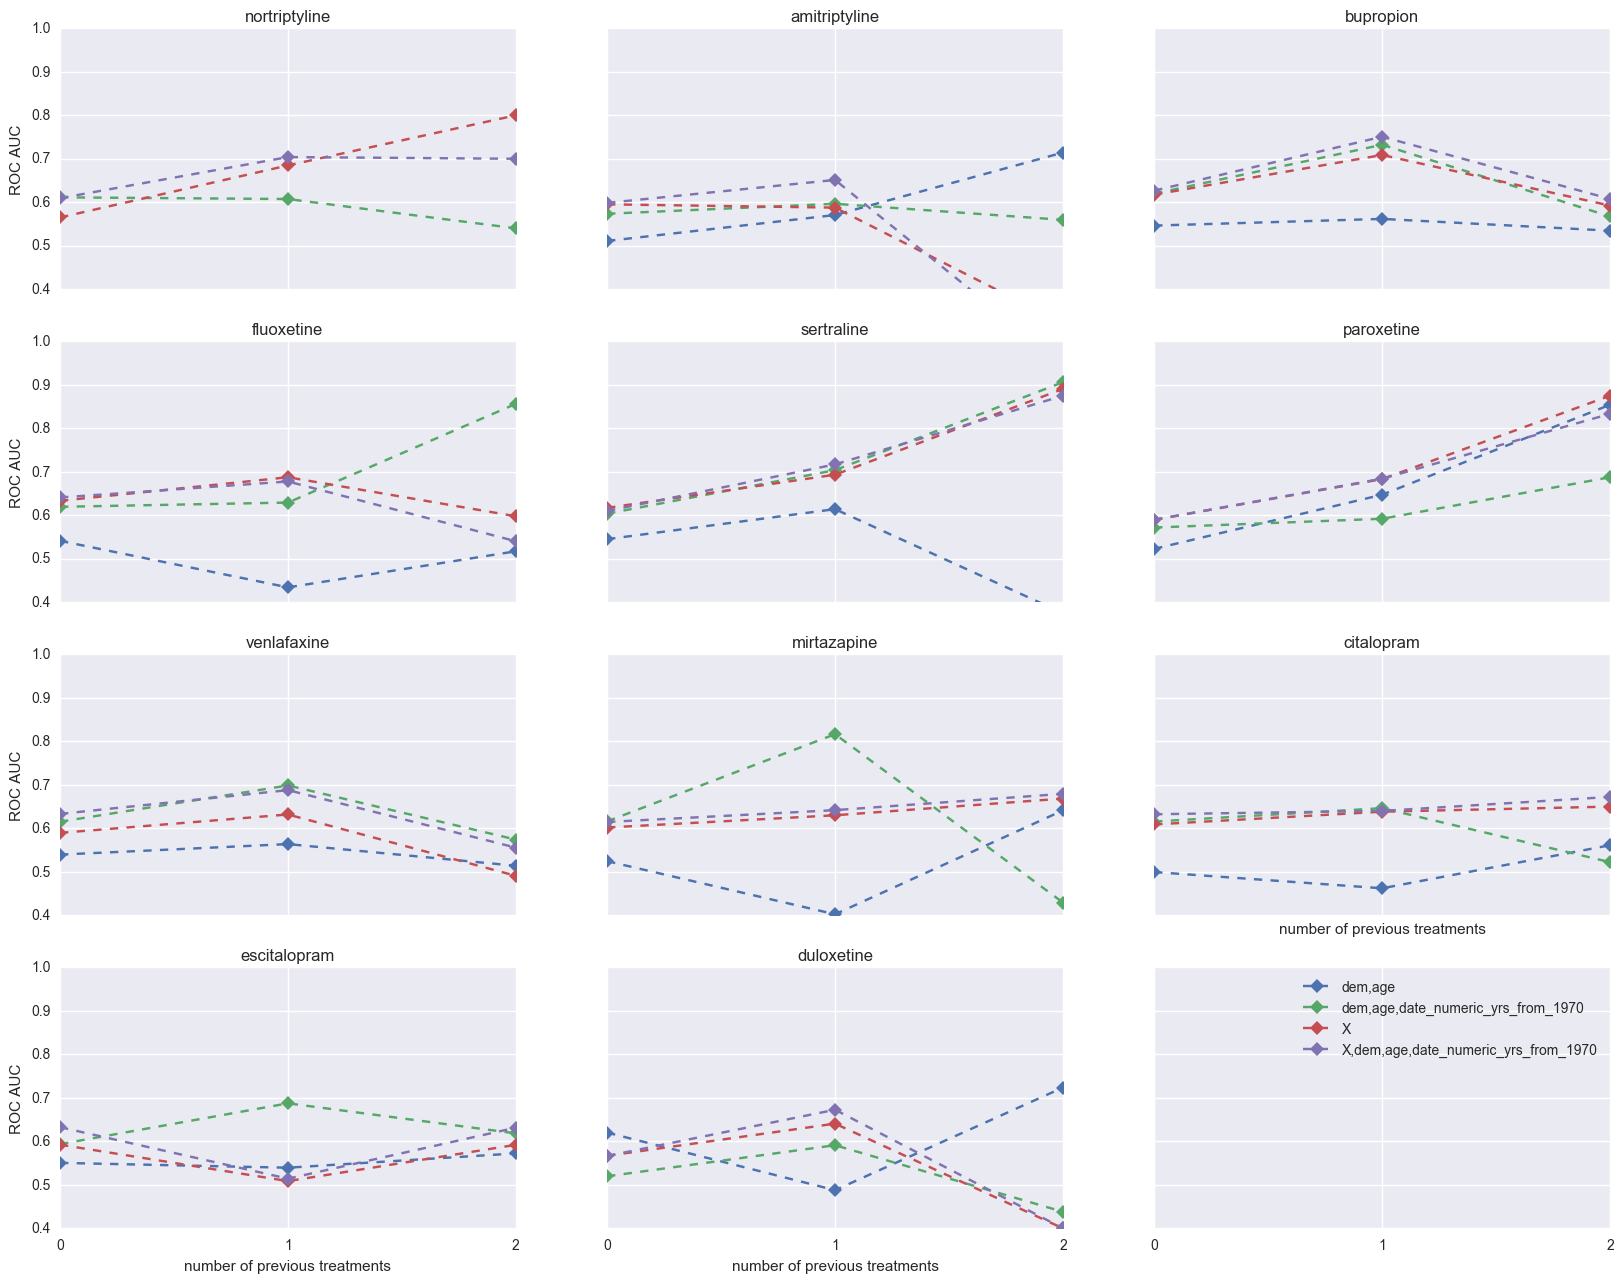 nortriptyline
amitriptyline
bupropion
1.0
0.9
0.8
0.7
0.6
0.5
0.4
ROC AUC
fluoxetine
sertraline
paroxetine
1.0
0.9
0.8
0.7
0.6
0.5
0.4
ROC AUC
venlafaxine
mirtazapine
citalopram
1.0
0.9
0.8
0.7
0.6
0.5
0.4
ROC AUC
number of previous treatments
escitalopram
duloxetine
1.0
0.9
0.8
0.7
0.6
0.5
0.4
ROC AUC
dem,age
dem,age,date_numeric_yrs_from_1970
X
X,dem,age,date_numeric_yrs_from_1970
0 1 2
0 1 2
0 1 2
number of previous treatments
number of previous treatments